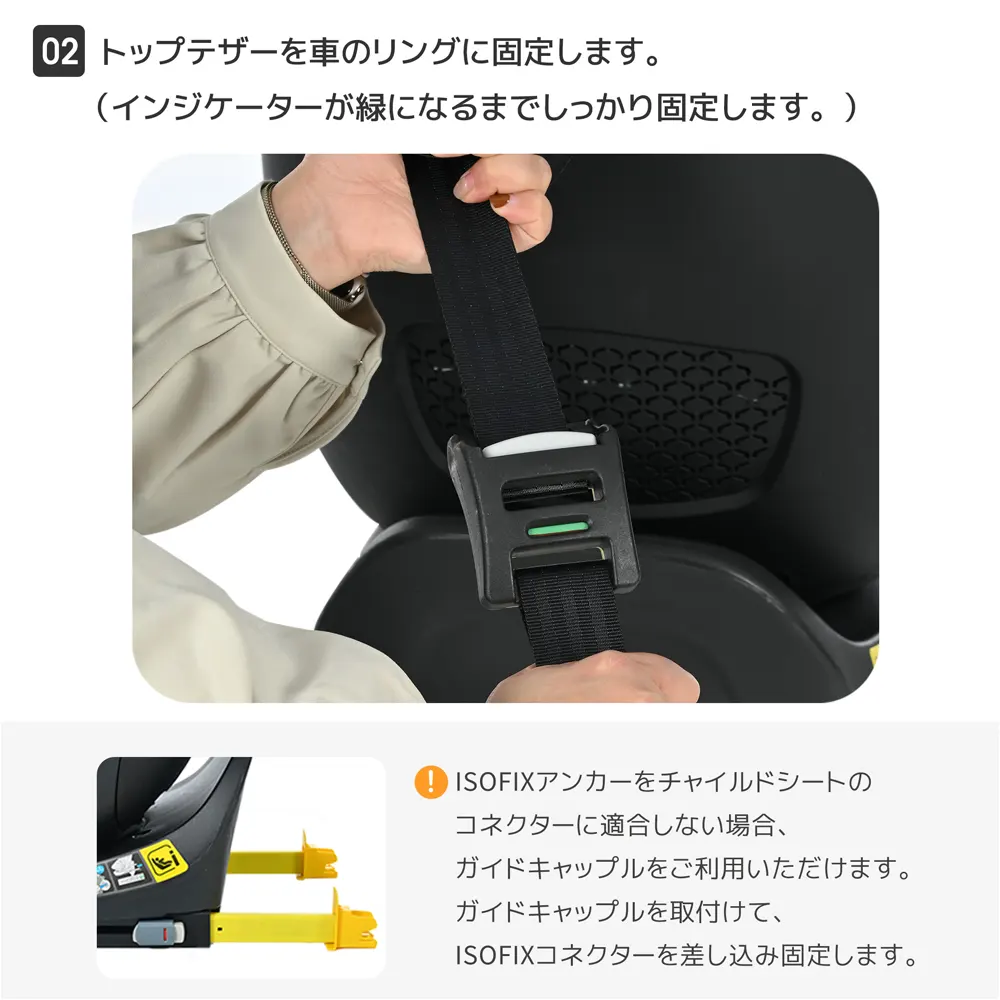 02 トップテザーを車のリングに固定します。
（インジケーターが緑になるまでしっかり固定します。）
! ISOFIXアンカーをチャイルドシートの
コネクターに適合しない場合、
ガイドキャップルをご利用いただけます。
ガイドキャップルを取付けて、
ISOFIXコネクターを差し込み固定します。